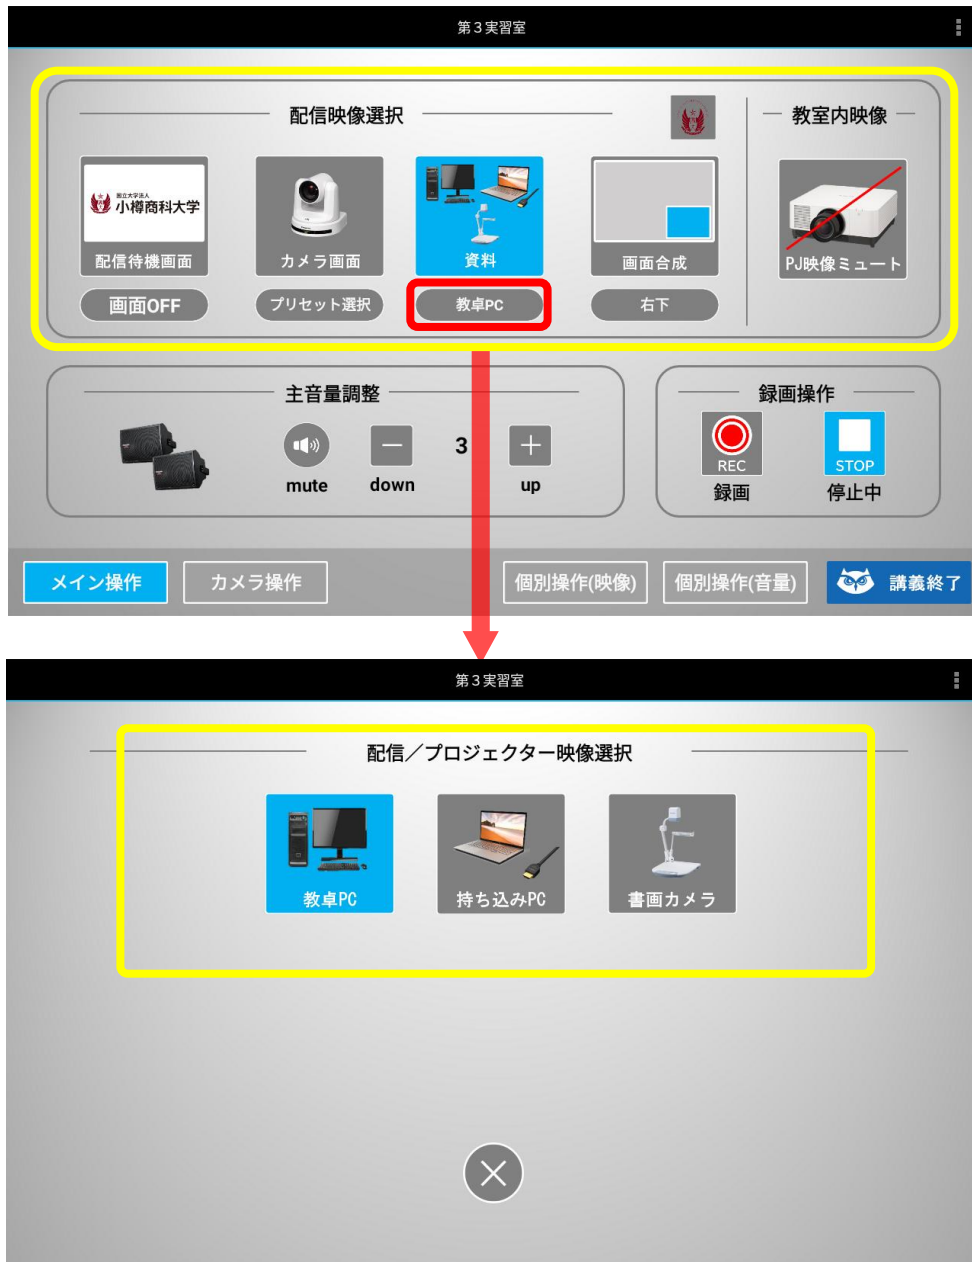 第３実習室
配信映像選択
教室内映像
国立大学法人
小樽商科大学
配信待機画面
カメラ画面
資料
画面合成
PJ映像ミュート
画面OFF
プリセット選択
教卓PC
右下
主音量調整
録画操作
3
REC
STOP
mute
down
up
録画
停止中
メイン操作
カメラ操作
個別操作(映像)
個別操作(音量)
講義終了
第３実習室
配信／プロジェクター映像選択
教卓PC
持ち込みPC
書画カメラ